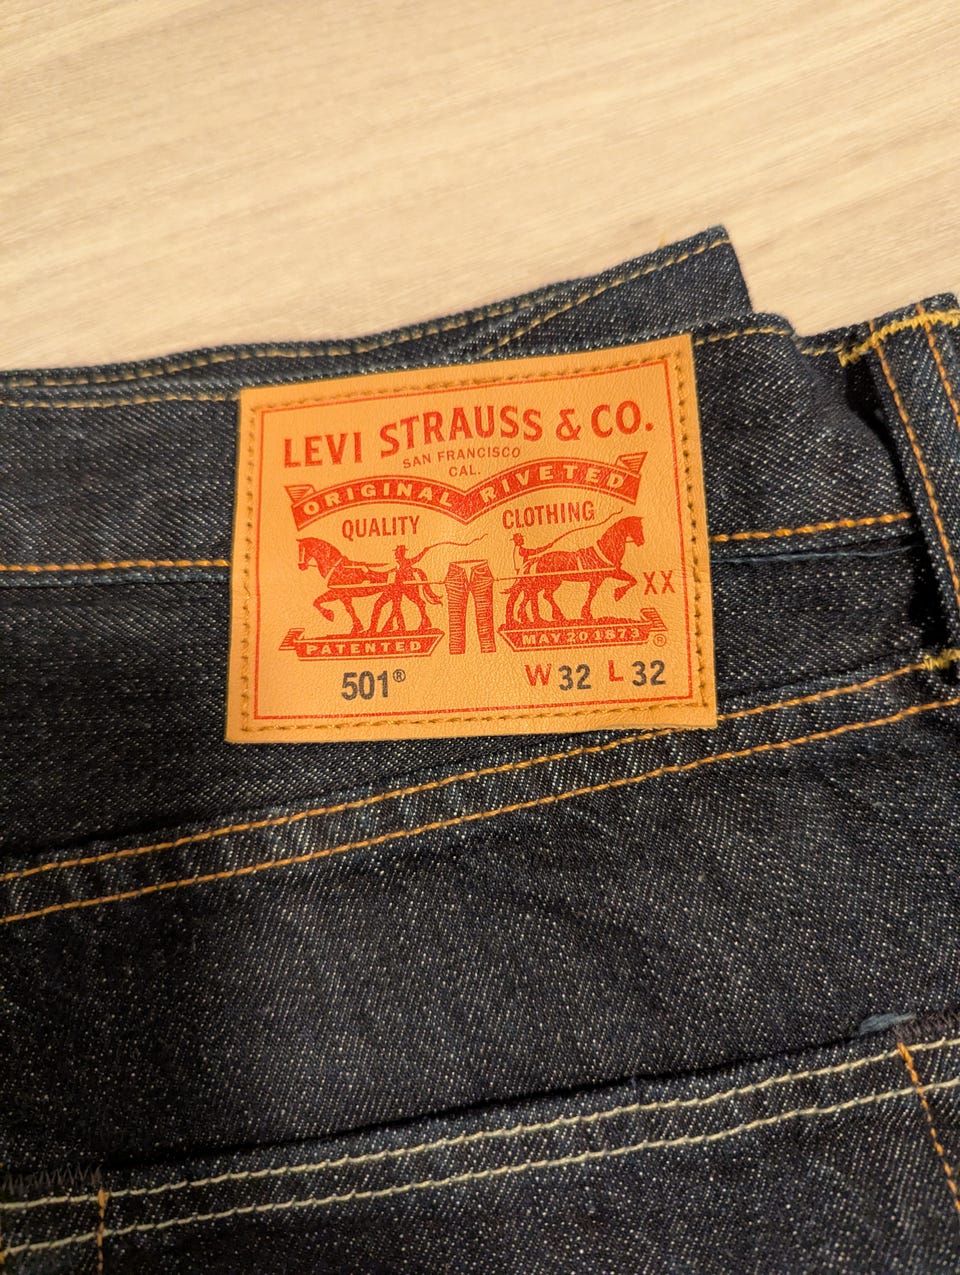 LEVI STRAUSS & CO.
SAN FRANCISCO
CAL.
ORIGINAL RIVETED
QUALITY CLOTHING
XX
PATENTED MAY 20 1873 ®
501® W 32 L 32